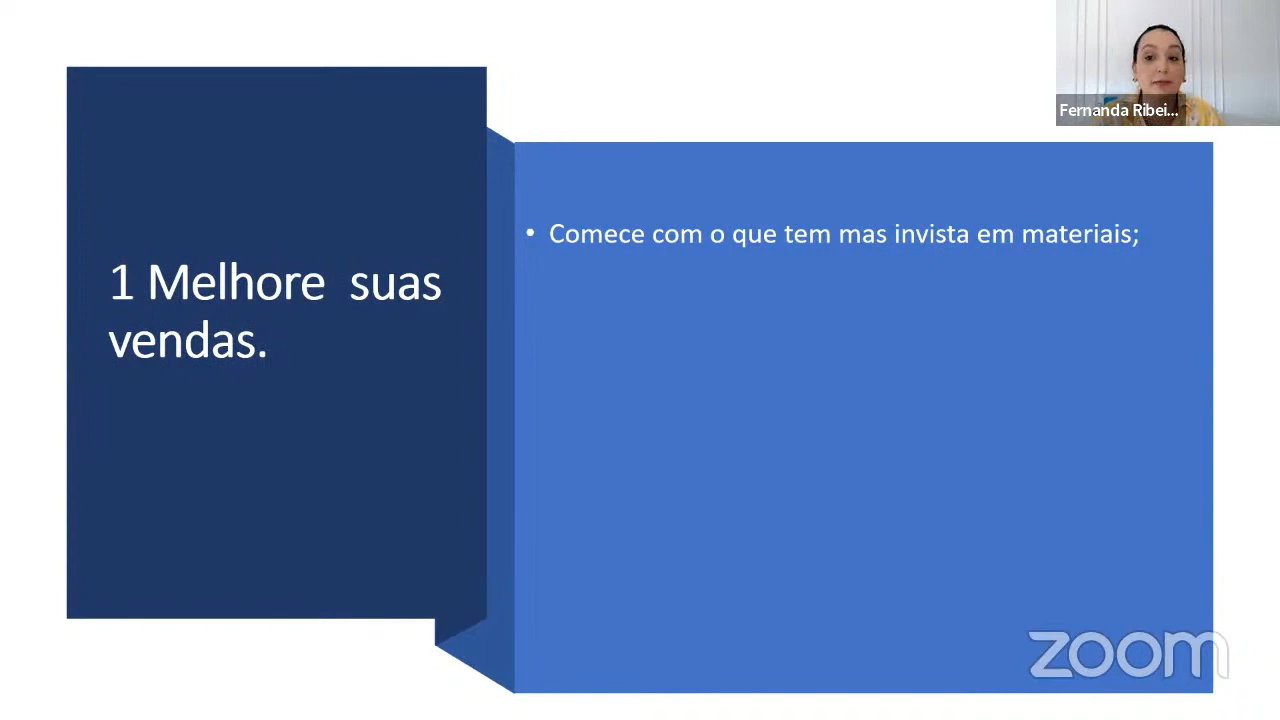 Fernanda Ribei...
1 Melhore suas
vendas.
• Comece com o que tem mas invista em materiais;
zoom